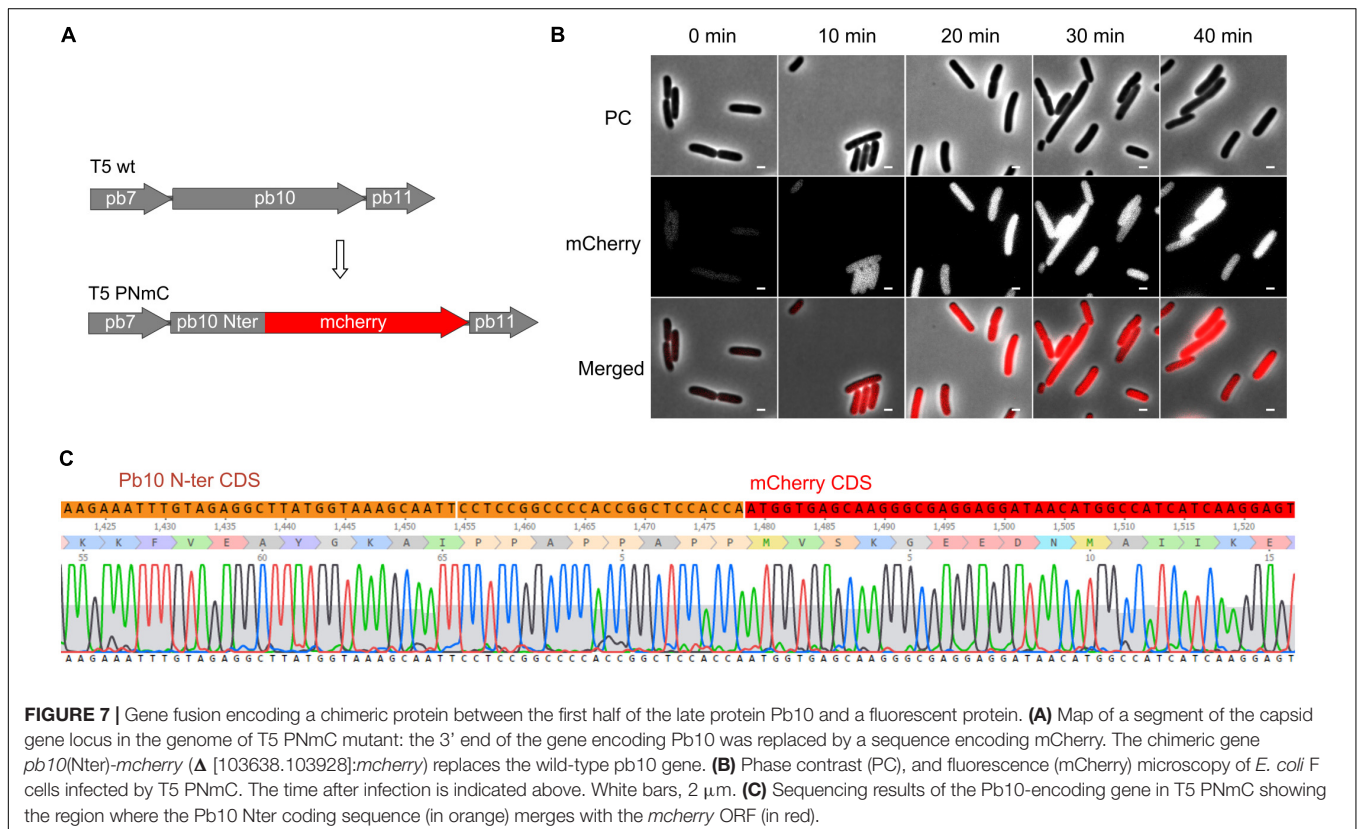 A
T5 wt
pb7 pb10 pb11
T5 PNmC
pb7 pb10 Nter mcherry pb11
B
0 min 10 min 20 min 30 min 40 min
PC
mCherry
Merged
C
Pb10 N-ter CDS mCherry CDS
AAGAAATTTGTAGAGGCTTATGGTAAAGCAATTCCTCCGGCCCCACCGGCTCCACCAATGGTGAGCAAGGGCGAGGAGGATAACATGGCCATCATCAAGGAGT
1,425 1,430 1,435 1,440 1,445 1,450 1,455 1,460 1,465 1,470 1,475 1,480 1,485 1,490 1,495 1,500 1,505 1,510 1,515 1,520
K K F V E A Y G K A I P P A P P A P P M V S K G E E D N M A I I K E
55 60 65 5 5 10 15
AAGAAATTTGTAGAGGCTTATGGTAAAGCAATTCCTCCGGCCCCACCGGCTCCACCAATGGTGAGCAAGGGCGAGGAGGATAACATGGCCATCATCAAGGAGT
FIGURE 7 | Gene fusion encoding a chimeric protein between the first half of the late protein Pb10 and a fluorescent protein. (A) Map of a segment of the capsid
gene locus in the genome of T5 PNmC mutant: the 3' end of the gene encoding Pb10 was replaced by a sequence encoding mCherry. The chimeric gene
pb10(Nter)-mcherry (Δ [103638.103928]:mcherry) replaces the wild-type pb10 gene. (B) Phase contrast (PC), and fluorescence (mCherry) microscopy of E. coli F
cells infected by T5 PNmC. The time after infection is indicated above. White bars, 2 μm. (C) Sequencing results of the Pb10-encoding gene in T5 PNmC showing
the region where the Pb10 Nter coding sequence (in orange) merges with the mcherry ORF (in red).